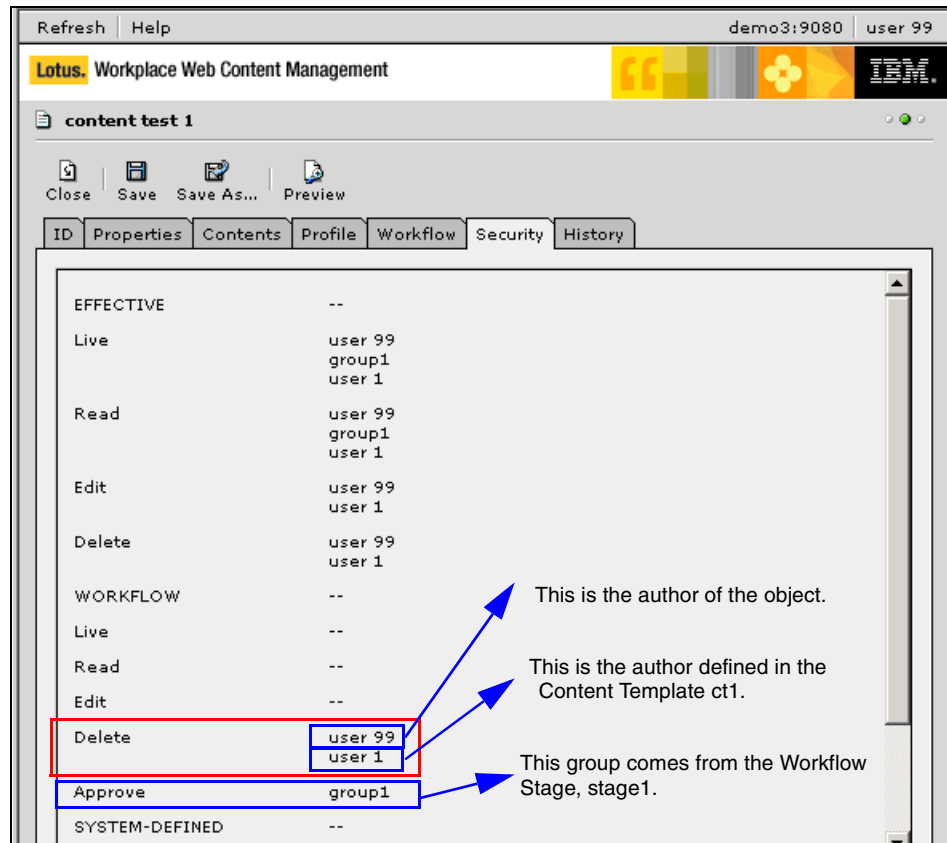 Refresh Help demo3:9080 user 99
Lotus. Workplace Web Content Management IBM.
content test 1
Close Save Save As... Preview
ID Properties Contents Profile Workflow Security History
EFFECTIVE --
Live user 99
group1
user 1
Read user 99
group1
user 1
Edit user 99
user 1
Delete user 99
user 1
WORKFLOW --
This is the author of the object.
Live --
Read --
This is the author defined in the
Content Template ct1.
Edit --
Delete user 99
user 1
This group comes from the Workflow
Stage, stage1.
Approve group1
SYSTEM-DEFINED --